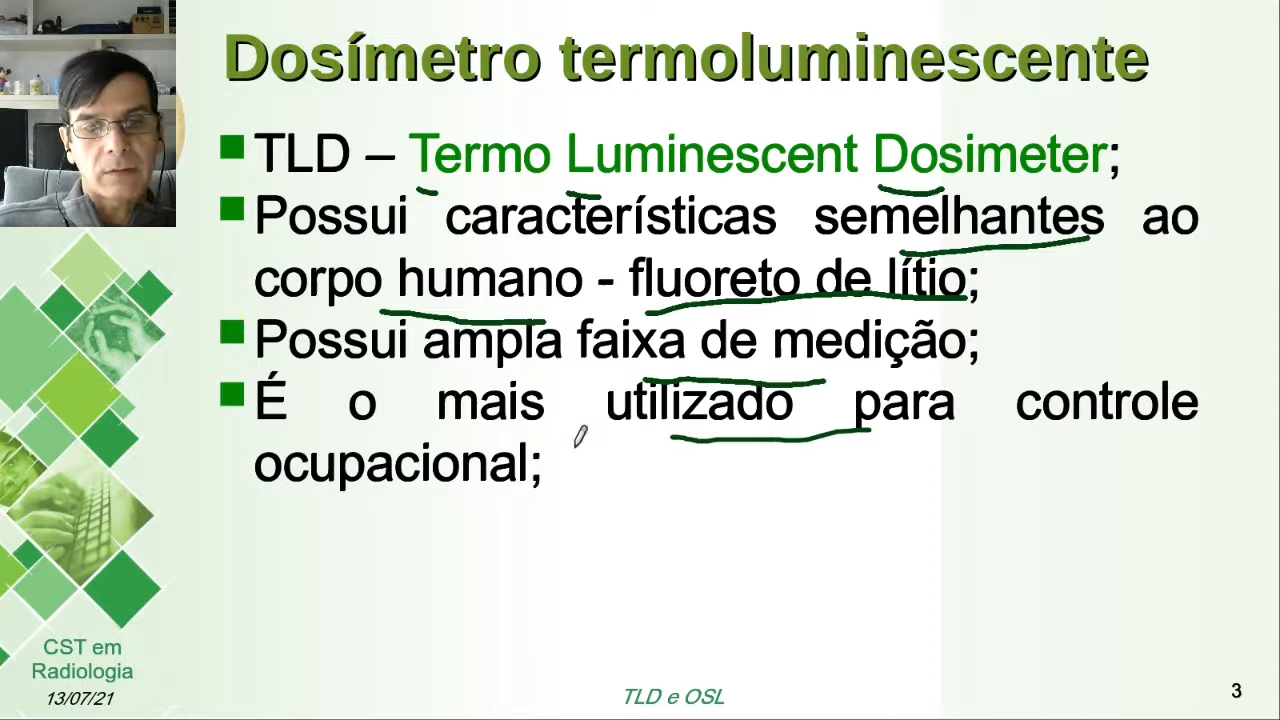 Dosímetro termoluminescente
TLD – Termo Luminescent Dosimeter;
Possui características semelhantes ao
corpo humano - fluoreto de lítio;
Possui ampla faixa de medição;
É o mais utilizado para controle
ocupacional;
CST em
Radiologia
13/07/21
TLD e OSL
3